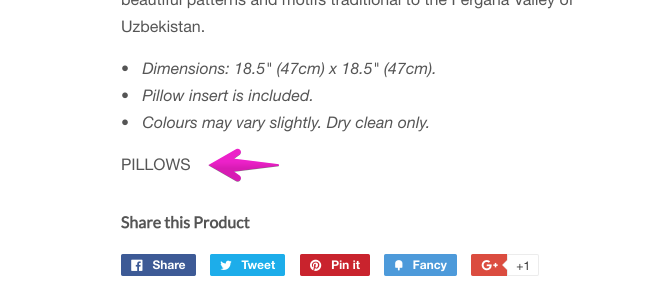 beautiful patterns and motifs traditional to the Fergana Valley of
Uzbekistan.
Dimensions: 18.5" (47cm) x 18.5" (47cm).
Pillow insert is included.
Colours may vary slightly. Dry clean only.
PILLOWS
Share this Product
Share Tweet Pin it Fancy G+ +1